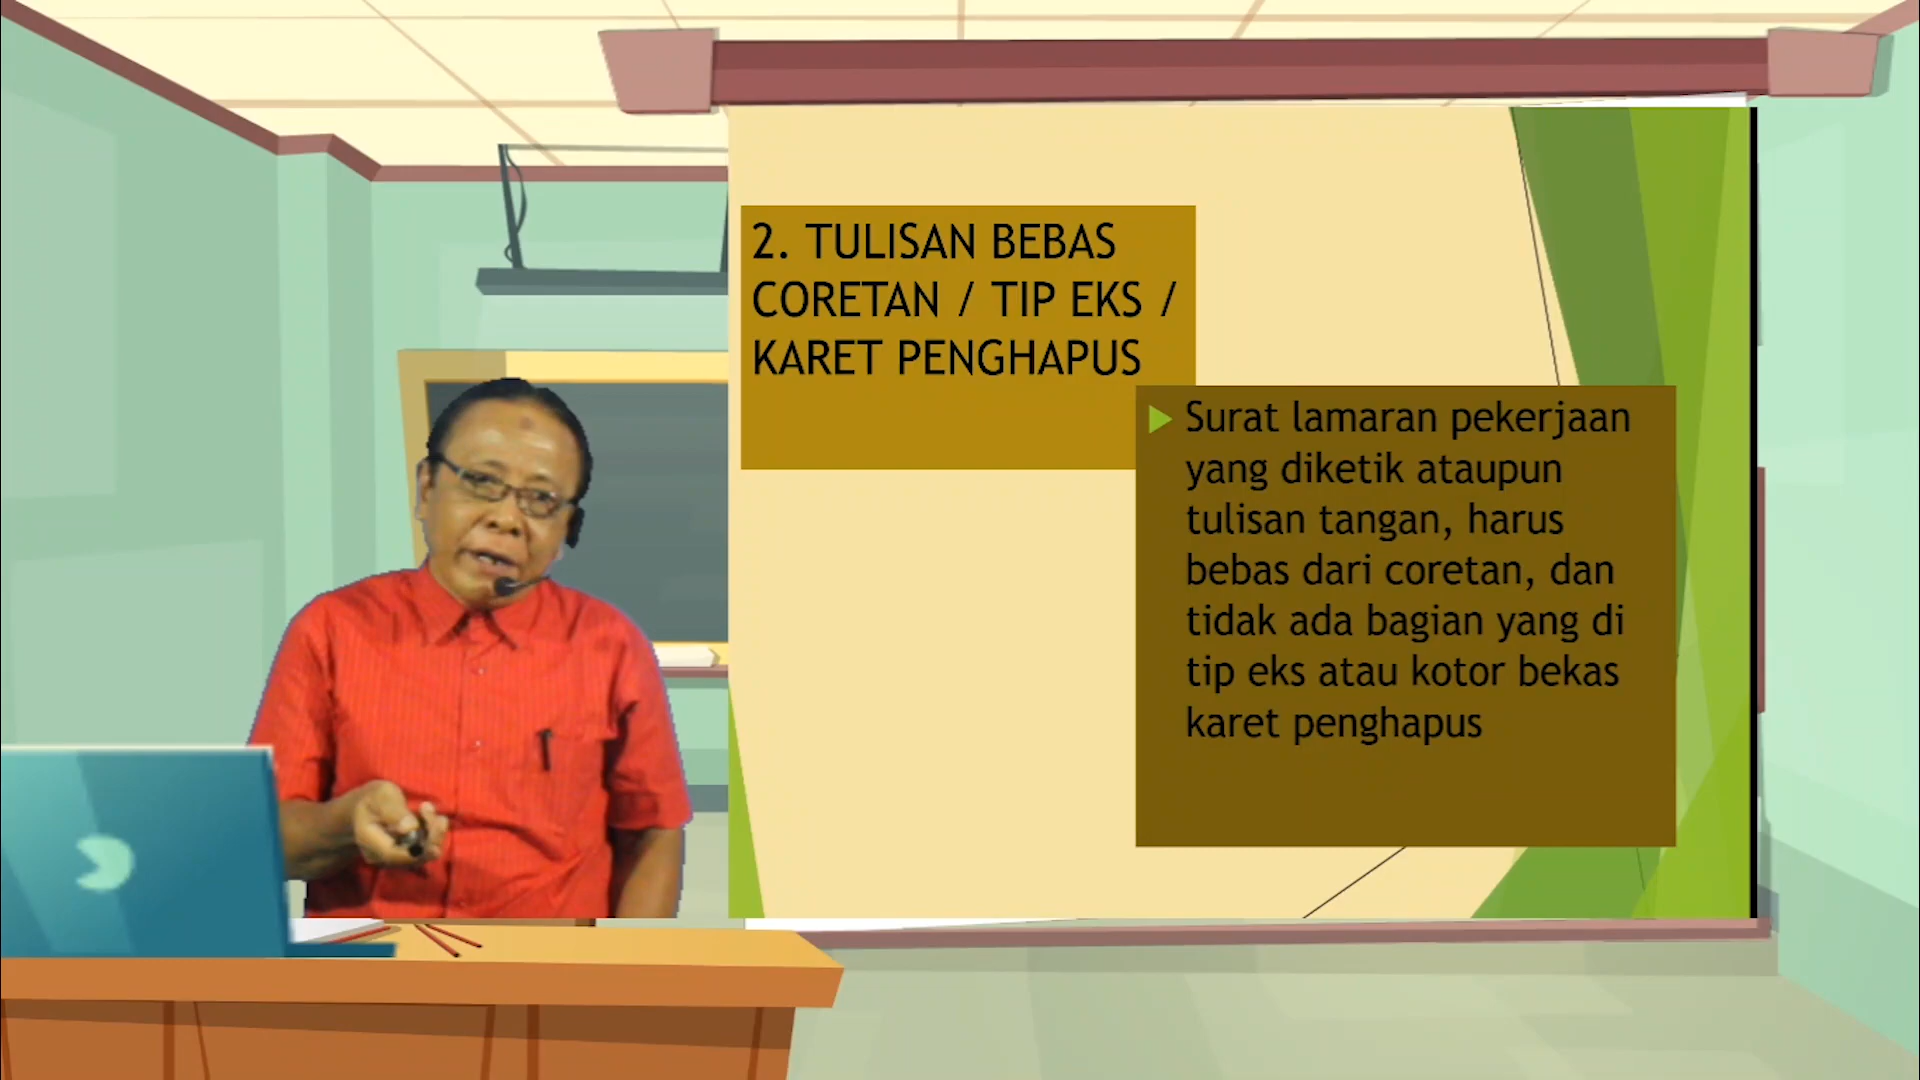 2. TULISAN BEBAS
CORETAN / TIP EKS /
KARET PENGHAPUS
Surat lamaran pekerjaan
yang diketik ataupun
tulisan tangan, harus
bebas dari coretan, dan
tidak ada bagian yang di
tip eks atau kotor bekas
karet penghapus